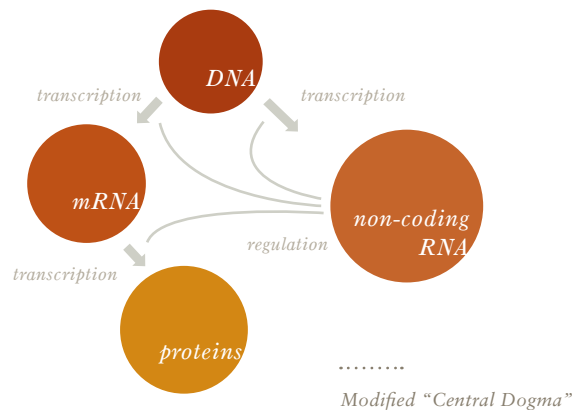 DNA
transcription
transcription
mRNA
non-coding
RNA
regulation
transcription
proteins
.........
Modified “Central Dogma”